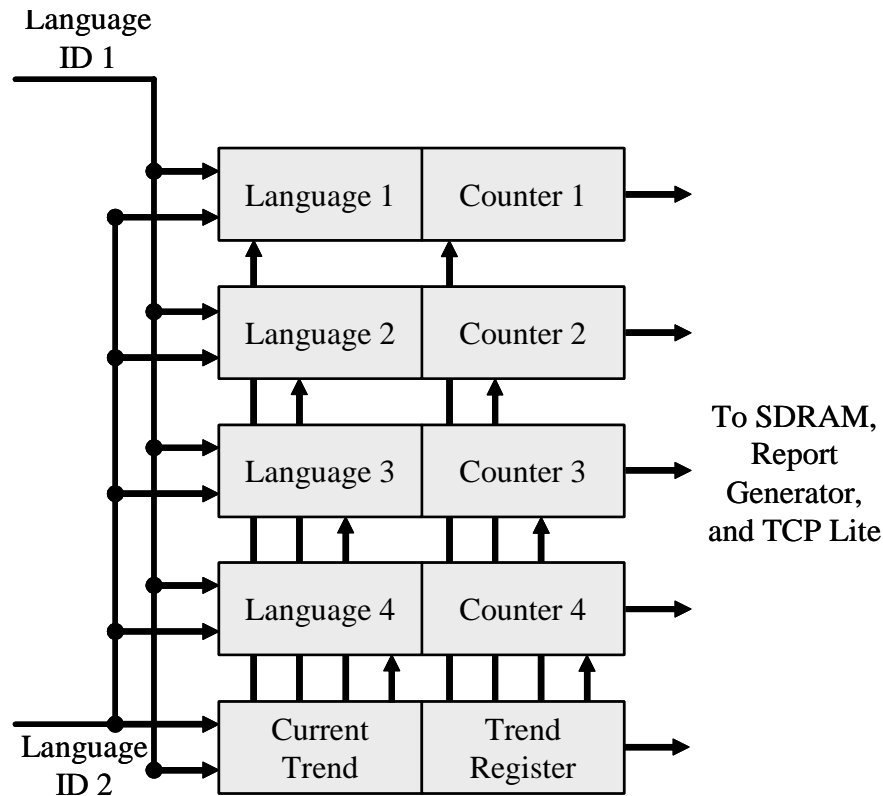 Language
ID 1
Language 1
Counter 1
Language 2
Counter 2
Language 3
Counter 3
To SDRAM,
Report
Generator,
and TCP Lite
Language 4
Counter 4
Current
Trend
Trend
Register
Language
ID 2